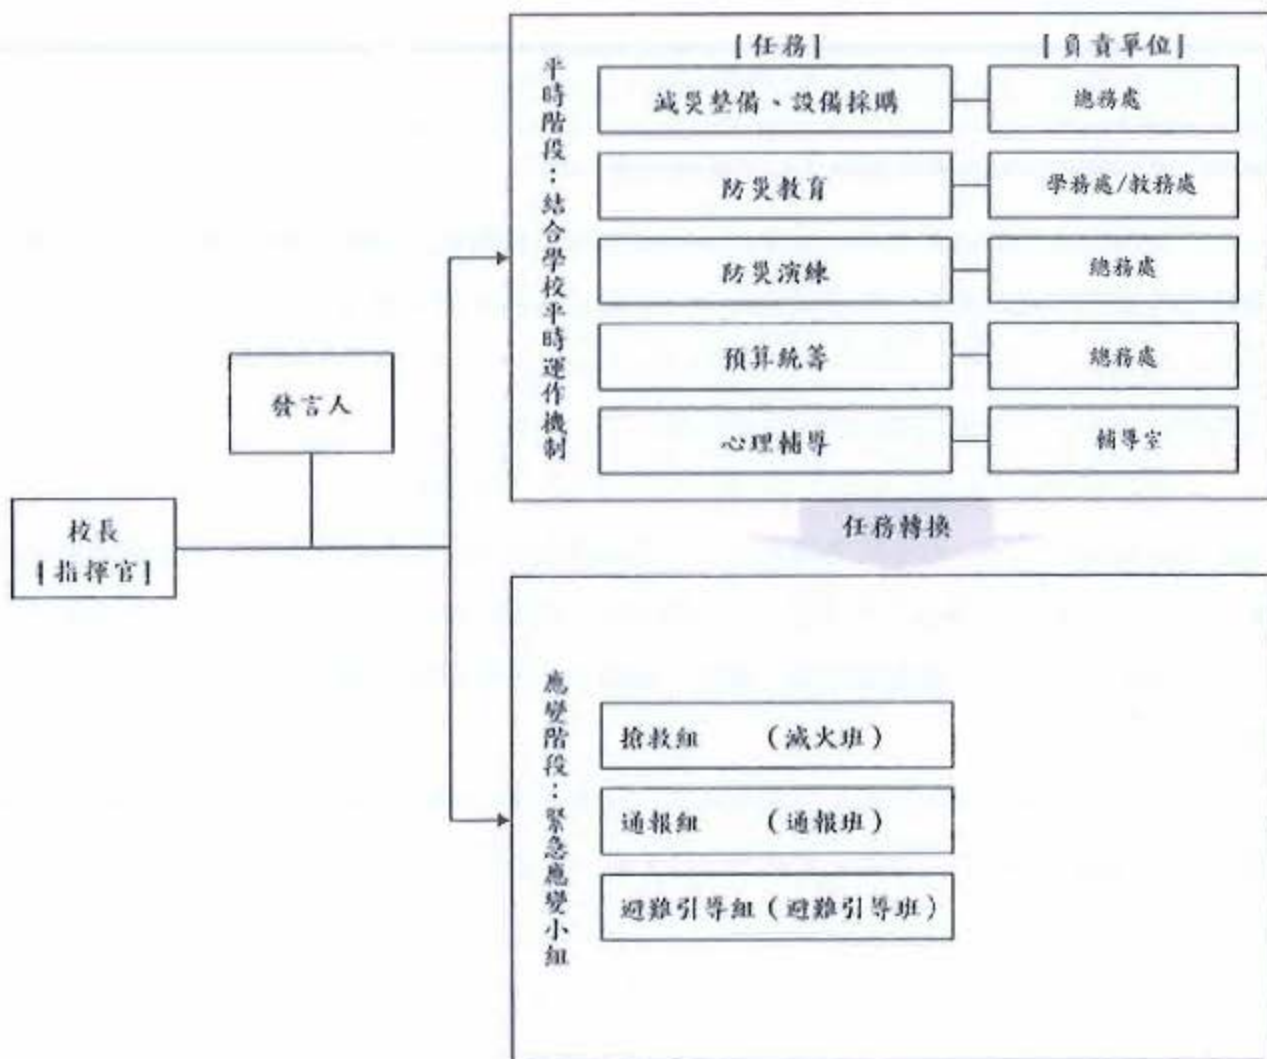 [任務] [負責單位]
平時階段：結合學校平時運作機制
減災整備、設備採購 總務處
防災教育 學務處/教務處
防災演練 總務處
預算統籌 總務處
心理輔導 輔導室
發言人
校長
[指揮官]
任務轉換
應變階段：緊急應變小組
搶救組 (滅火班)
通報組 (通報班)
避難引導組(避難引導班)